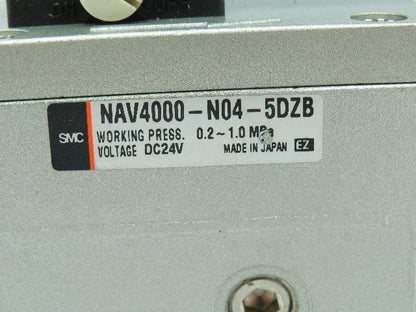 NAV4000-N04-5DZB
SMC
WORKING PRESS. 0.2~1.0 MPa
VOLTAGE DC24V MADE IN JAPAN EZ